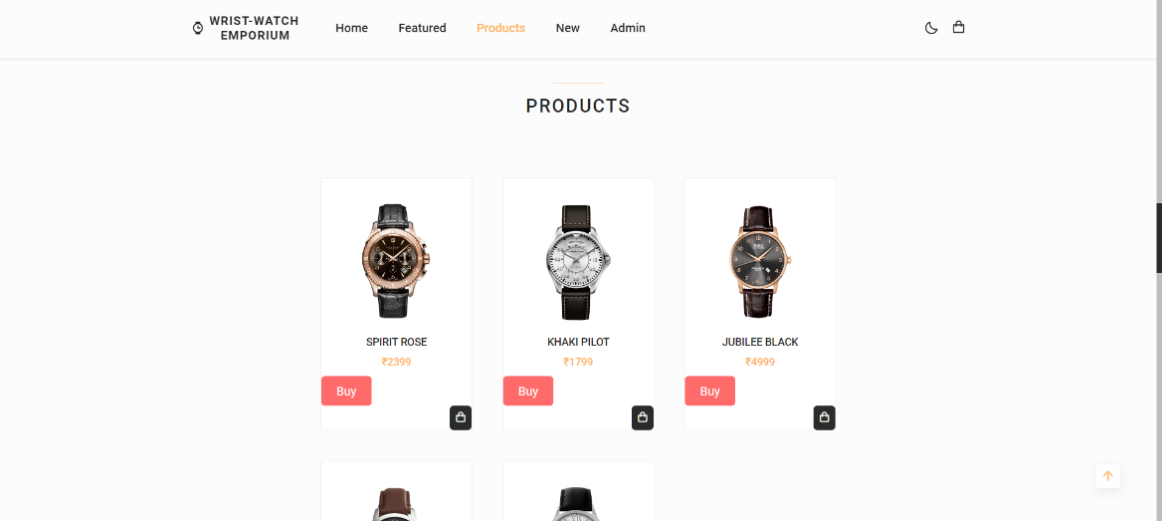 WRIST-WATCH
EMPORIUM
Home Featured Products New Admin
PRODUCTS
SPIRIT ROSE
₹2399
Buy
KHAKI PILOT
₹1799
Buy
JUBILEE BLACK
₹4999
Buy